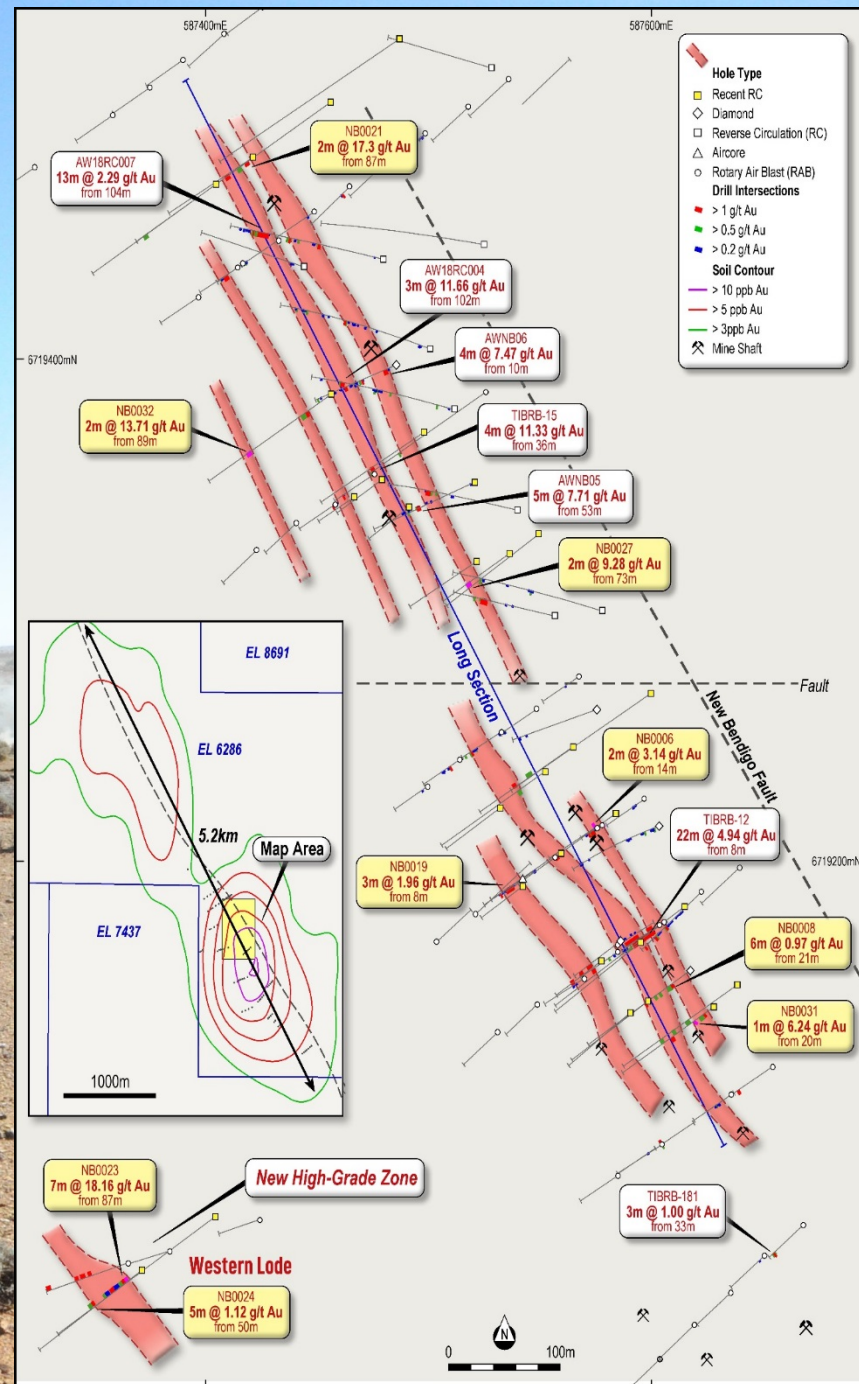 587400mE
587600mE
Hole Type
Recent RC
Diamond
Reverse Circulation (RC)
Aircore
Rotary Air Blast (RAB)
Drill Intersections
> 1 g/t Au
> 0.5 g/t Au
> 0.2 g/t Au
Soil Contour
> 10 ppb Au
> 5 ppb Au
> 3ppb Au
Mine Shaft
NB0021
2m @ 17.3 g/t Au
from 87m
AW18RC007
13m @ 2.29 g/t Au
from 104m
AW18RC004
3m @ 11.66 g/t Au
from 102m
6719400mN
AWNB06
4m @ 7.47 g/t Au
from 10m
NB0032
2m @ 13.71 g/t Au
from 89m
TIBRB-15
4m @ 11.33 g/t Au
from 36m
AWNB05
5m @ 7.71 g/t Au
from 53m
NB0027
2m @ 9.28 g/t Au
from 73m
Long Section
Fault
New Bendigo Fault
EL 8691
EL 6286
5.2km
Map Area
EL 7437
1000m
NB0006
2m @ 3.14 g/t Au
from 14m
TIBRB-12
22m @ 4.94 g/t Au
from 8m
6719200mN
NB0019
3m @ 1.96 g/t Au
from 8m
NB0008
6m @ 0.97 g/t Au
from 21m
NB0031
1m @ 6.24 g/t Au
from 20m
NB0023
7m @ 18.16 g/t Au
from 87m
New High-Grade Zone
Western Lode
NB0024
5m @ 1.12 g/t Au
from 50m
TIBRB-181
3m @ 1.00 g/t Au
from 33m
N
0
100m